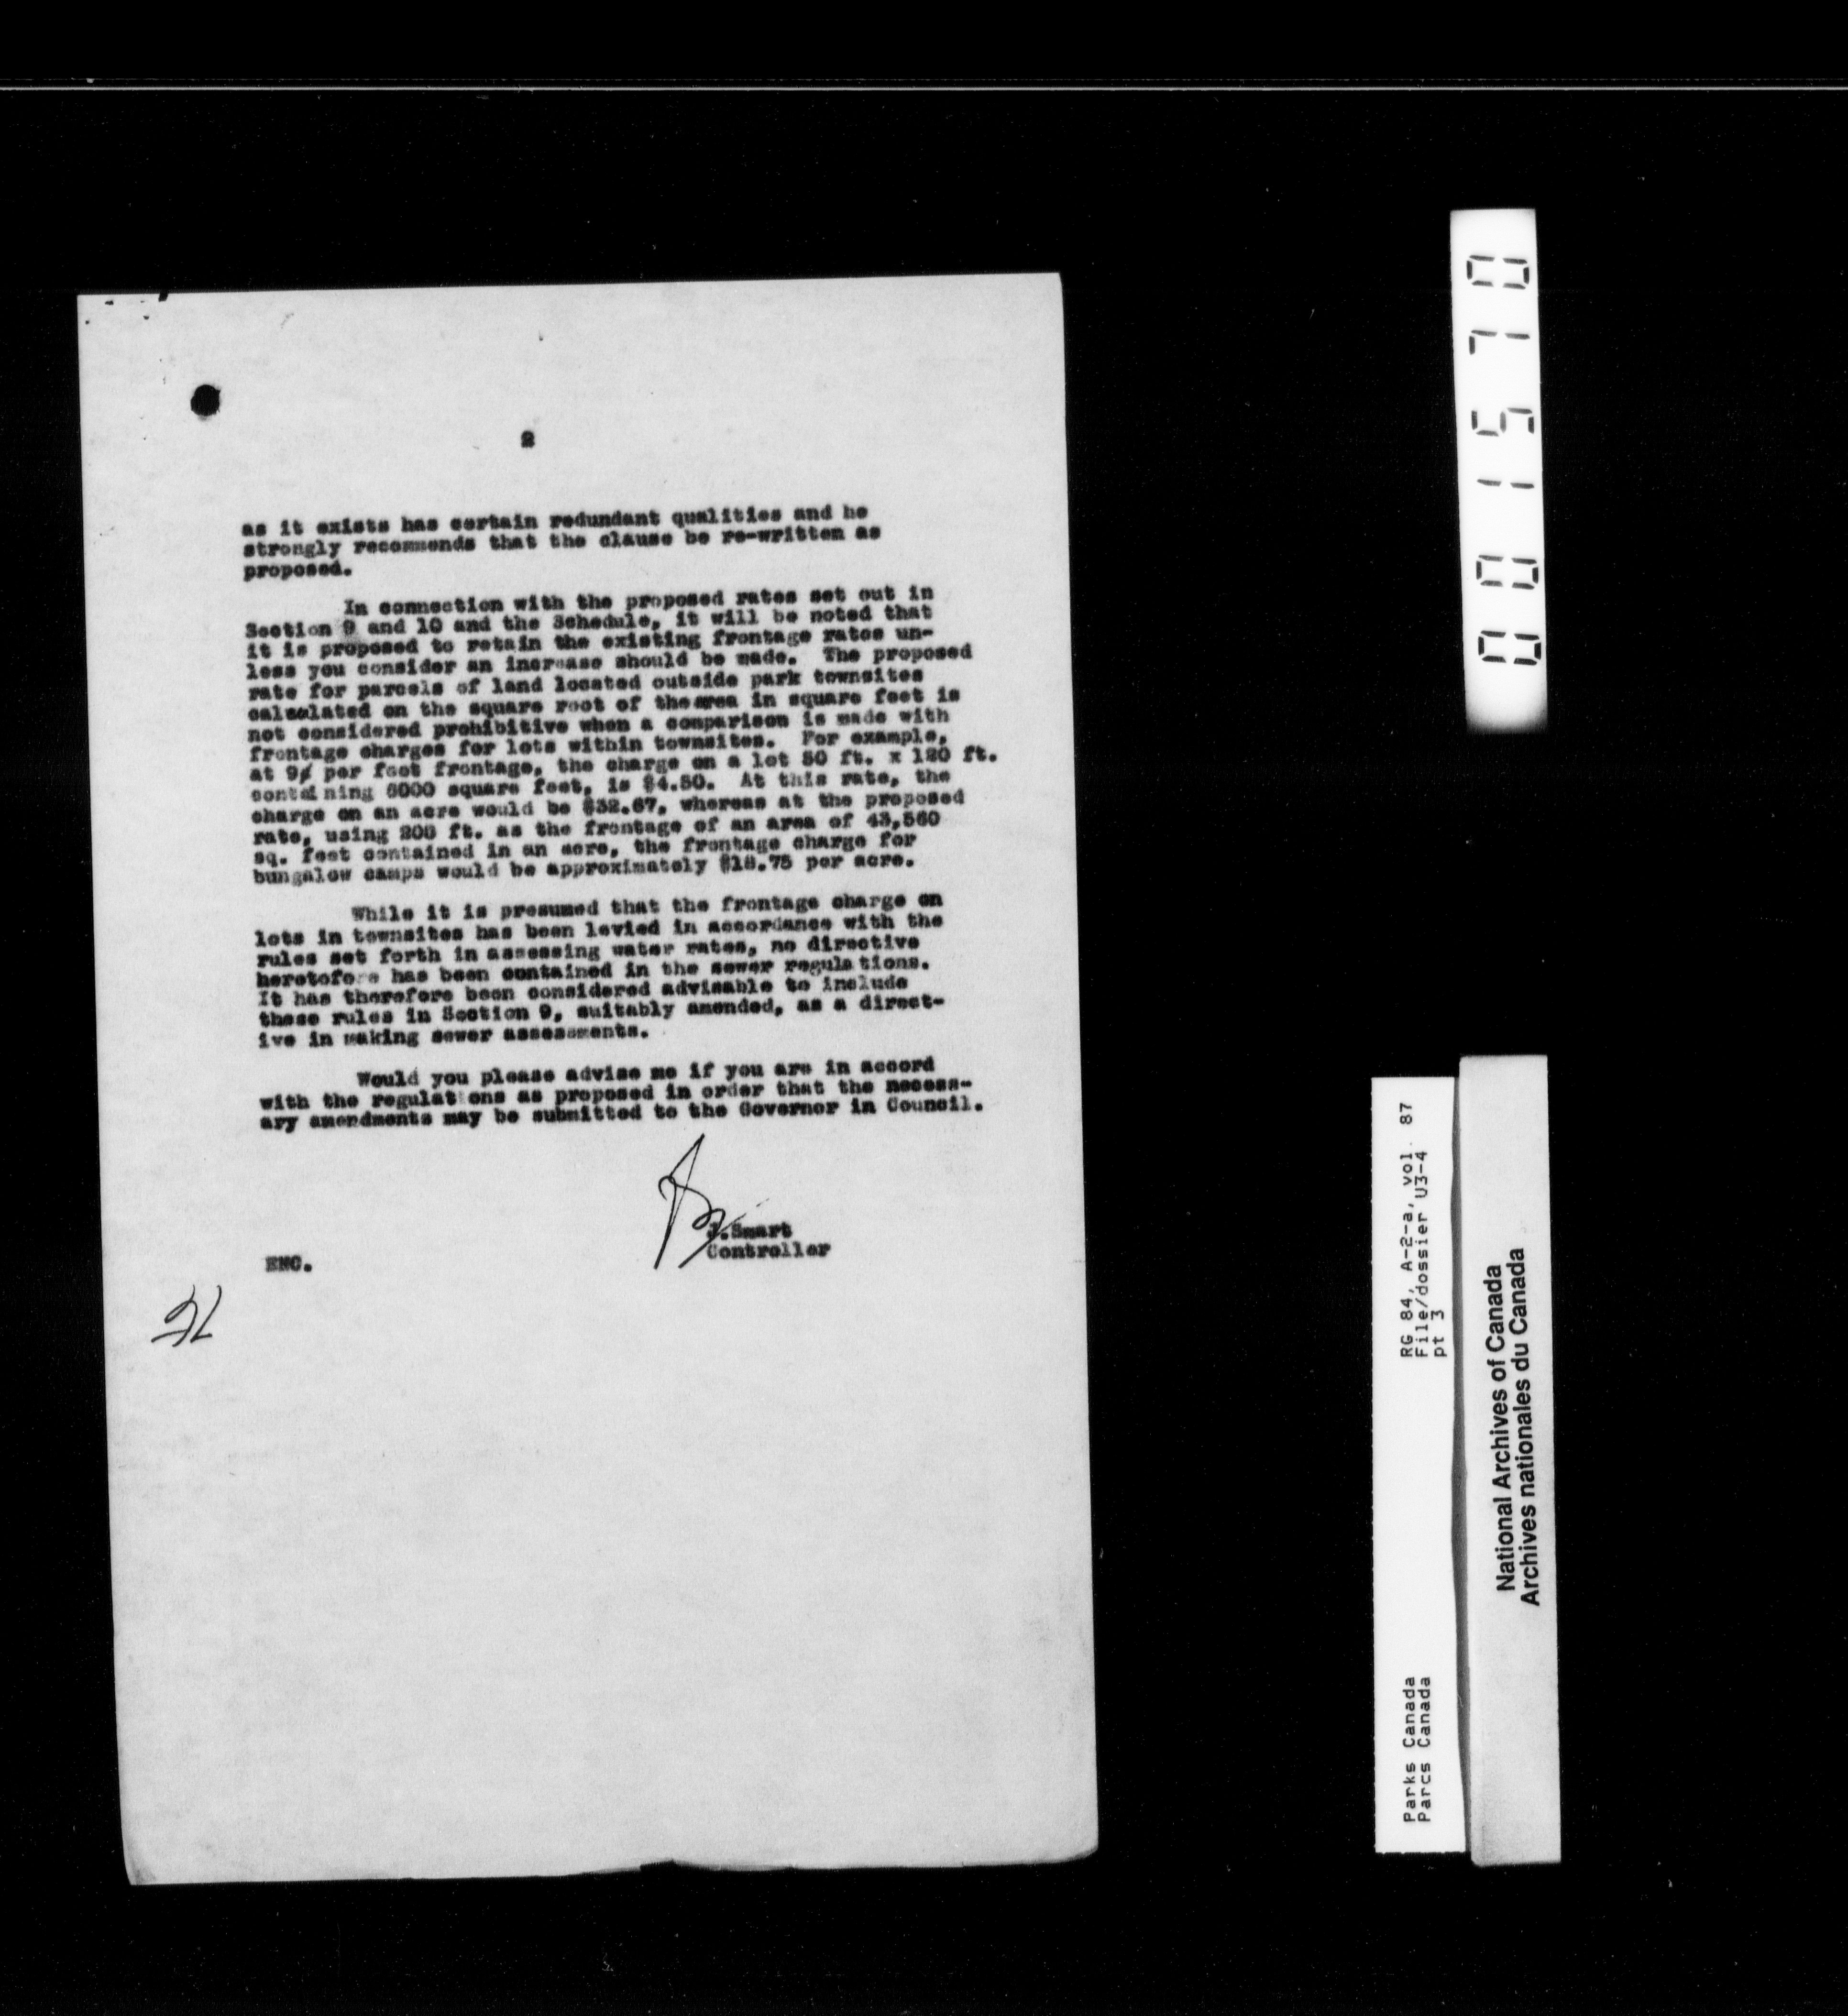 2
as it exists has certain redundant qualities and he
strongly recommends that the clause be re-written as
proposed.
In connection with the proposed rates set out in
Section 9 and 10 and the Schedule, it will be noted that
it is proposed to retain the existing frontage rates un-
less you consider an increase should be made. The proposed
rate for parcels of land located outside park townsites
calculated on the square root of thearea in square feet is
not considered prohibitive when a comparison is made with
frontage charges for lots within townsites. For example,
at 9¢ per foot frontage, the charge on a lot 50 ft. x 120 ft.
containing 6000 square feet, is $4.50. At this rate, the
charge on an acre would be $32.67, whereas at the proposed
rate, using 208 ft. as the frontage of an area of 43,560
sq. feet contained in an acre, the frontage charge for
bungalow camps would be approximately $18.75 per acre.
While it is presumed that the frontage charge on
lots in townsites has been levied in accordance with the
rules set forth in assessing water rates, no directive
heretofore has been contained in the sewer regulations.
It has therefore been considered advisable to include
these rules in Section 9, suitably amended, as a direct-
ive in making sewer assessments.
Would you please advise me if you are in accord
with the regulations as proposed in order that the necess-
ary amendments may be submitted to the Governor in Council.
J.Smart
Controller
ENC.
001570
RG 84, A-2-a, vol. 87
File/dossier U3-4
pt 3
Parks Canada
Parcs Canada
National Archives of Canada
Archives nationales du Canada